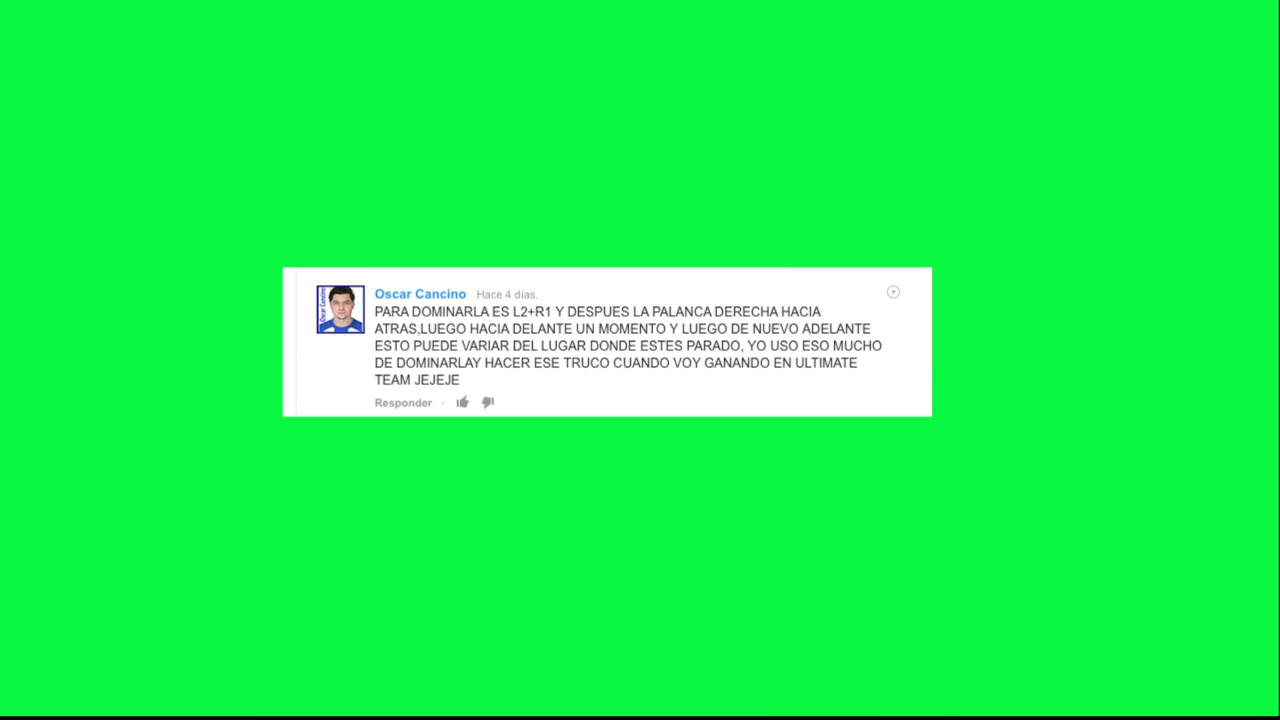 Oscar Cancino Hace 4 días.
PARA DOMINARLA ES L2+R1 Y DESPUES LA PALANCA DERECHA HACIA
ATRAS,LUEGO HACIA DELANTE UN MOMENTO Y LUEGO DE NUEVO ADELANTE
ESTO PUEDE VARIAR DEL LUGAR DONDE ESTES PARADO, YO USO ESO MUCHO
DE DOMINARLAY HACER ESE TRUCO CUANDO VOY GANANDO EN ULTIMATE
TEAM JEJEJE
Responder ·
Oscar Cancino